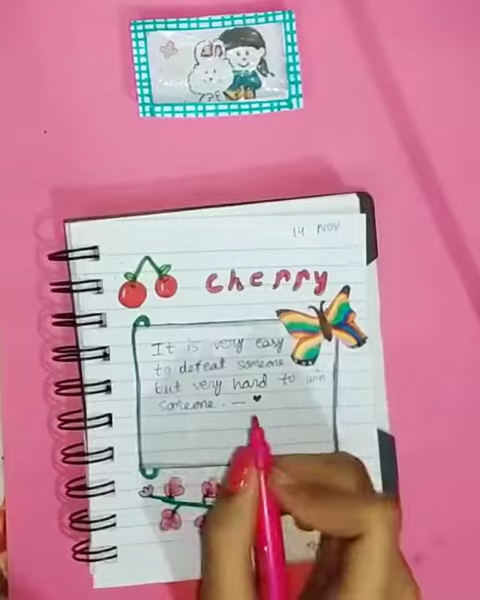 14 NOV
cherry
It is very easy
to defeat someone
but very hard to win
someone. — ♥